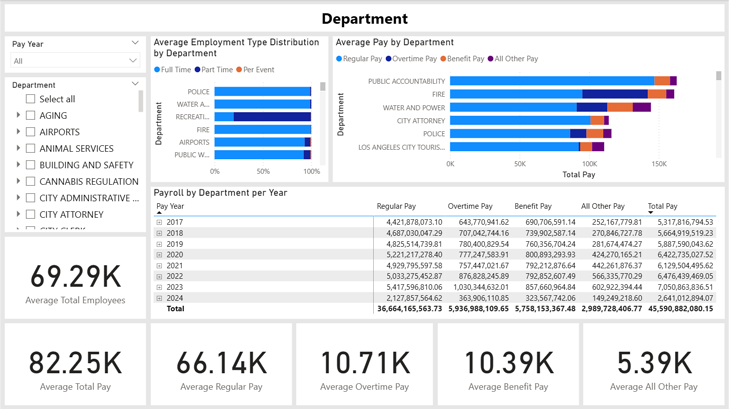 Department
Pay Year
All
Department
Select all
AGING
AIRPORTS
ANIMAL SERVICES
BUILDING AND SAFETY
CANNABIS REGULATION
CITY ADMINISTRATIVE ...
CITY ATTORNEY
CITY CLERK
Average Employment Type Distribution
by Department
Full Time Part Time Per Event
Department
POLICE
WATER A...
RECREATI...
FIRE
AIRPORTS
PUBLIC W...
0% 50% 100%
Average Pay by Department
Regular Pay Overtime Pay Benefit Pay All Other Pay
Department
PUBLIC ACCOUNTABILITY
FIRE
WATER AND POWER
CITY ATTORNEY
POLICE
LOS ANGELES CITY TOURIS...
0K 50K 100K 150K
Total Pay
Payroll by Department per Year
Pay Year Regular Pay Overtime Pay Benefit Pay All Other Pay Total Pay
2017 4,421,878,073.10 643,770,941.62 690,706,591.14 252,167,779.81 5,317,816,794.53
2018 4,687,030,047.29 707,042,744.16 739,902,587.14 270,846,727.78 5,664,919,519.23
2019 4,825,514,739.81 780,400,829.54 760,356,704.24 281,674,474.27 5,887,590,043.62
2020 5,221,217,278.40 777,247,583.91 800,893,293.93 424,270,165.21 6,422,735,027.52
2021 4,929,795,597.58 757,447,021.67 792,212,876.64 442,261,876.37 6,129,504,495.62
2022 5,033,275,452.87 876,828,245.89 792,852,607.49 566,335,770.29 6,476,439,469.05
2023 5,417,596,810.06 1,030,344,632.01 857,660,964.84 602,922,394.44 7,050,863,836.51
2024 2,127,857,564.62 363,906,110.85 323,567,742.06 149,249,218.60 2,641,012,894.07
Total 36,664,165,563.73 5,936,988,109.65 5,758,153,367.48 2,989,728,406.77 45,590,882,080.15
69.29K
Average Total Employees
82.25K
Average Total Pay
66.14K
Average Regular Pay
10.71K
Average Overtime Pay
10.39K
Average Benefit Pay
5.39K
Average All Other Pay